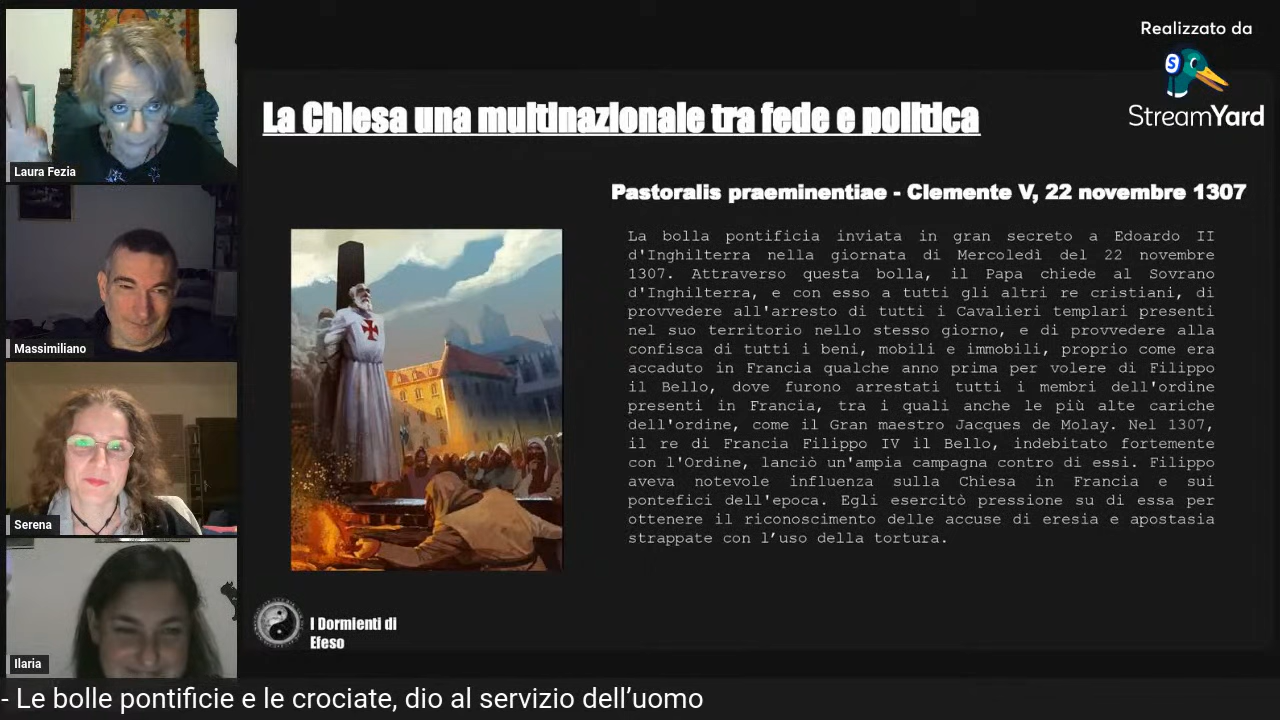 Realizzato da
StreamYard
La Chiesa una multinazionale tra fede e politica
Pastoralis praeminentiae - Clemente V, 22 novembre 1307
La bolla pontificia inviata in gran secreto a Edoardo II
d'Inghilterra nella giornata di Mercoledì del 22 novembre
1307. Attraverso questa bolla, il Papa chiede al Sovrano
d'Inghilterra, e con esso a tutti gli altri re cristiani, di
provvedere all'arresto di tutti i Cavalieri templari presenti
nel suo territorio nello stesso giorno, e di provvedere alla
confisca di tutti i beni, mobili e immobili, proprio come era
accaduto in Francia qualche anno prima per volere di Filippo
il Bello, dove furono arrestati tutti i membri dell'ordine
presenti in Francia, tra i quali anche le più alte cariche
dell'ordine, come il Gran maestro Jacques de Molay. Nel 1307,
il re di Francia Filippo IV il Bello, indebitato fortemente
con l'Ordine, lanciò un'ampia campagna contro di essi. Filippo
aveva notevole influenza sulla Chiesa in Francia e sui
pontefici dell'epoca. Egli esercitò pressione su di essa per
ottenere il riconoscimento delle accuse di eresia e apostasia
strappate con l’uso della tortura.
Laura Fezia
Massimiliano
Serena
Ilaria
I Dormienti di
Efeso
- Le bolle pontificie e le crociate, dio al servizio dell’uomo